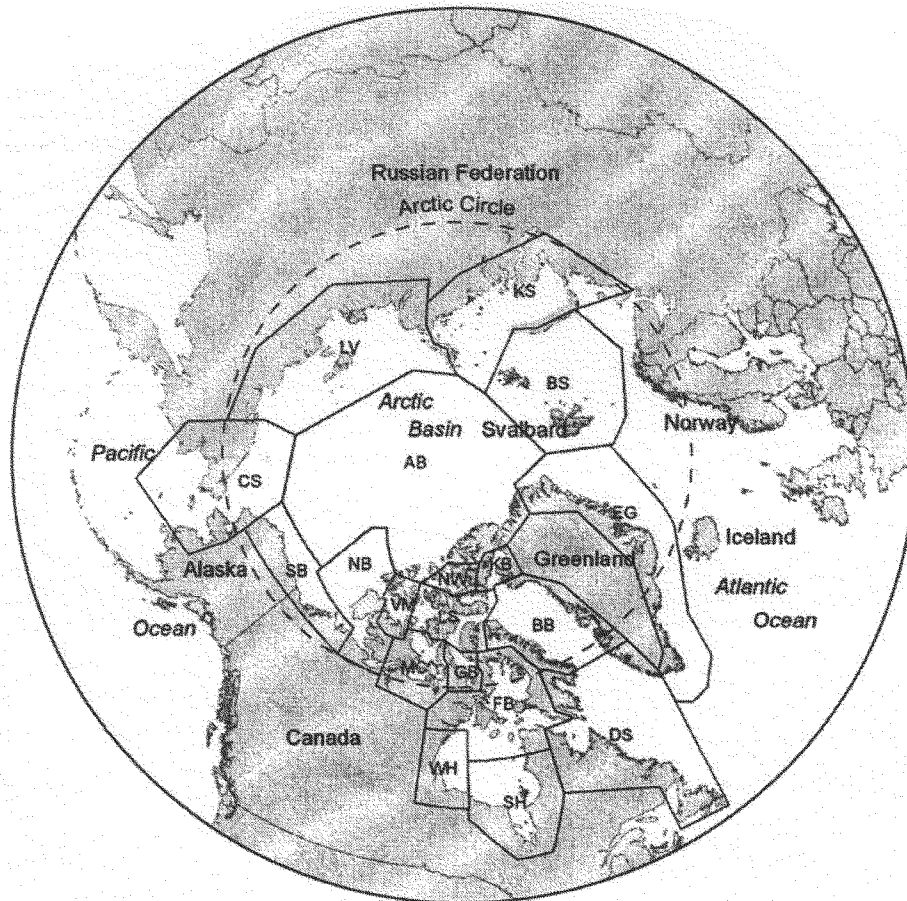 Russian Federation
Arctic Circle
KS
LV
BS
Arctic
Basin
Svalbard
Norway
Pacific
AB
CS
EG
Iceland
NB
KB
Greenland
Alaska
SB
NW
Atlantic
VM
Ocean
Ocean
BB
MC
GB
FB
Canada
DS
WH
SH